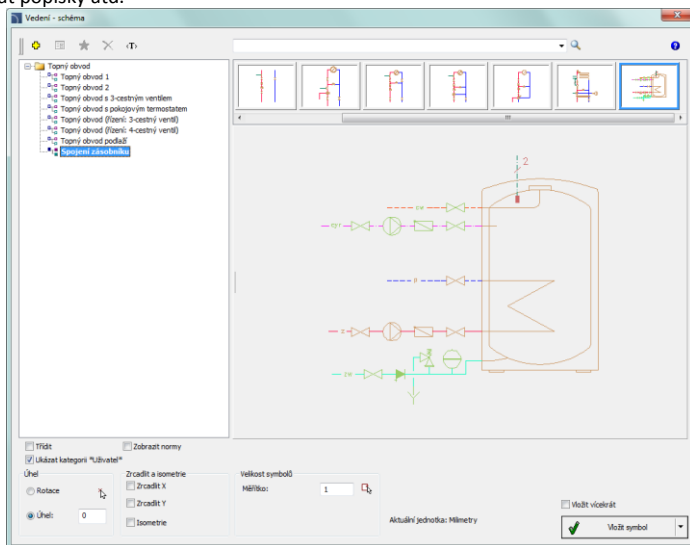 at popisky atd.
Vedení - schéma
Topný obvod
Topný obvod 1
Topný obvod 2
Topný obvod s 3-cestným ventilem
Topný obvod s pokojovým termostatem
Topný obvod (řízení: 3-cestný ventil)
Topný obvod (řízení: 4-cestný ventil)
Topný obvod podlaží
Spojení zásobníku
2
Třídit
Zobrazit normy
Ukázat kategorii *Uživatel*
Úhel
Rotace
Úhel:
0
Zrcadlit a isometrie
Zrcadlit X
Zrcadlit Y
Isometrie
Velikost symbolů
Měřítko:
1
Aktuální jednotka: Milimetry
Vložit vícekrát
Vložit symbol